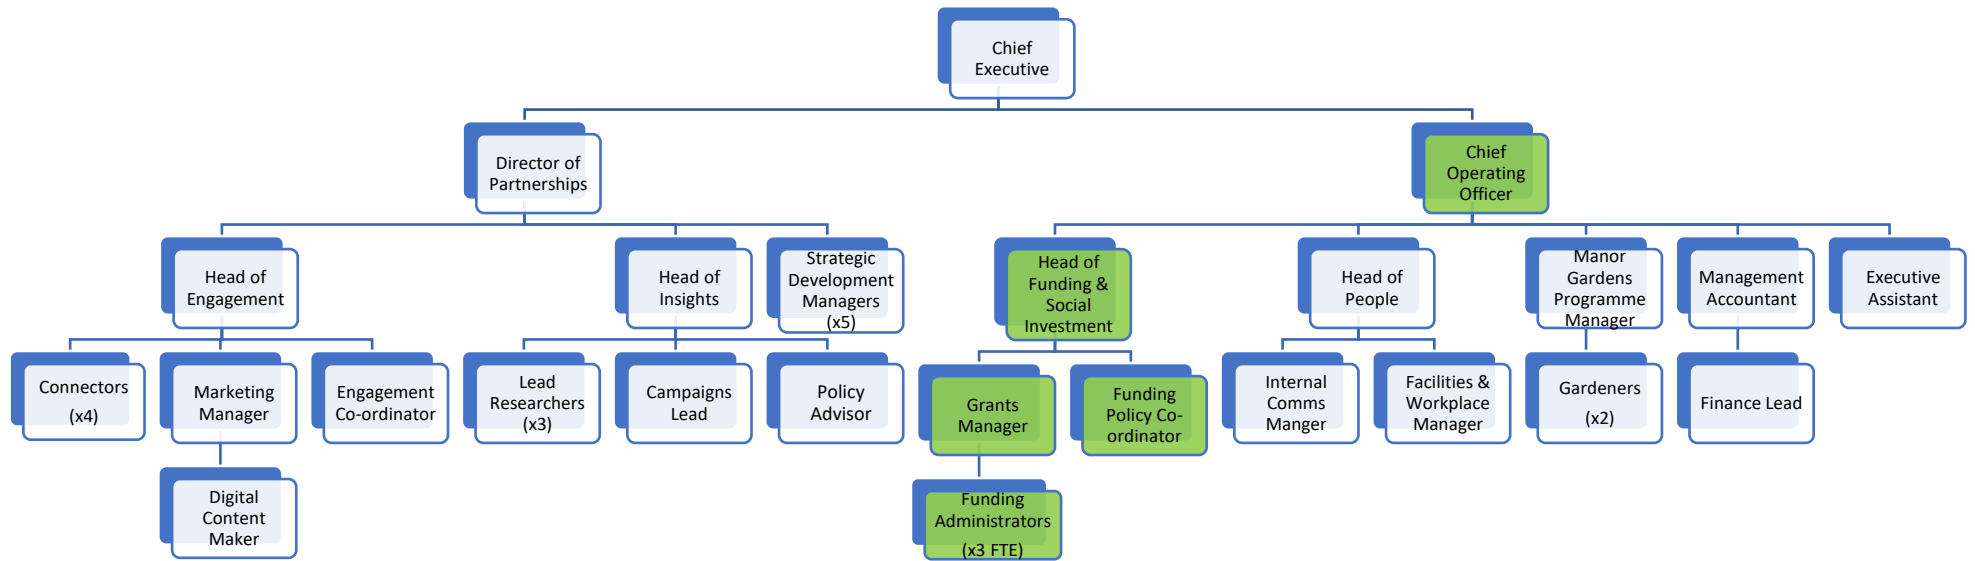 Chief
Executive
Director of
Partnerships
Chief
Operating
Officer
Head of
Engagement
Head of
Insights
Strategic
Development
Managers
(x5)
Head of
Funding &
Social
Investment
Head of
People
Manor
Gardens
Programme
Manager
Management
Accountant
Executive
Assistant
Connectors
(x4)
Marketing
Manager
Engagement
Co-ordinator
Lead
Researchers
(x3)
Campaigns
Lead
Policy
Advisor
Grants
Manager
Funding
Policy Co-
ordinator
Internal
Comms
Manger
Facilities &
Workplace
Manager
Gardeners
(x2)
Finance Lead
Digital
Content
Maker
Funding
Administrators
(x3 FTE)